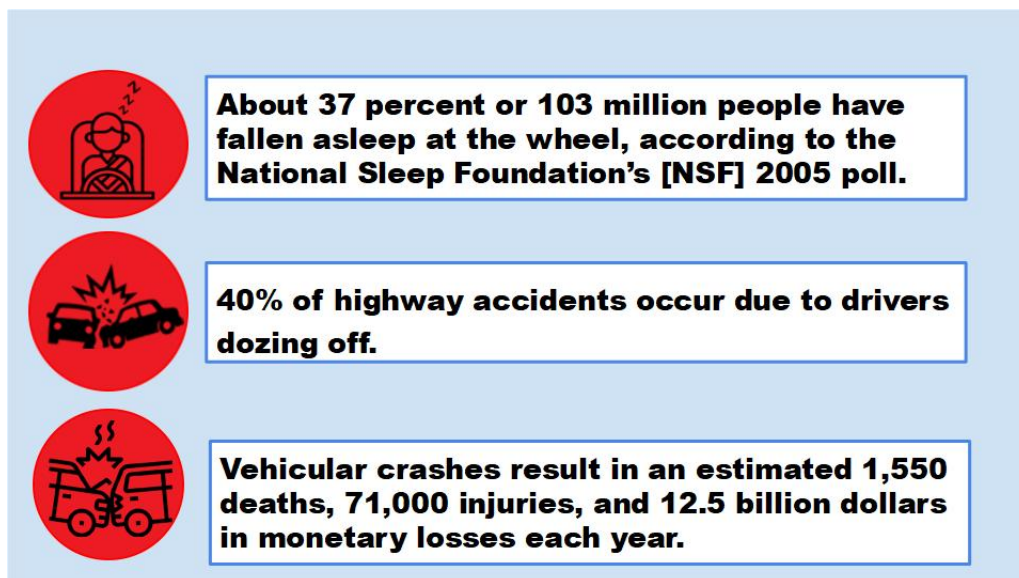 zzz
About 37 percent or 103 million people have
fallen asleep at the wheel, according to the
National Sleep Foundation’s [NSF] 2005 poll.
40% of highway accidents occur due to drivers
dozing off.
Vehicular crashes result in an estimated 1,550
deaths, 71,000 injuries, and 12.5 billion dollars
in monetary losses each year.